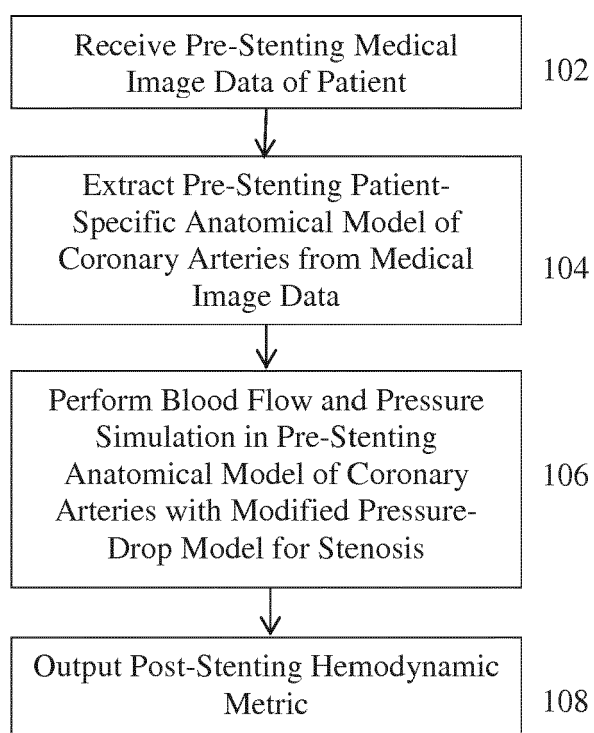 Receive Pre-Stenting Medical
Image Data of Patient
102
Extract Pre-Stenting Patient-
Specific Anatomical Model of
Coronary Arteries from Medical
Image Data
104
Perform Blood Flow and Pressure
Simulation in Pre-Stenting
Anatomical Model of Coronary
Arteries with Modified Pressure-
Drop Model for Stenosis
106
Output Post-Stenting Hemodynamic
Metric
108